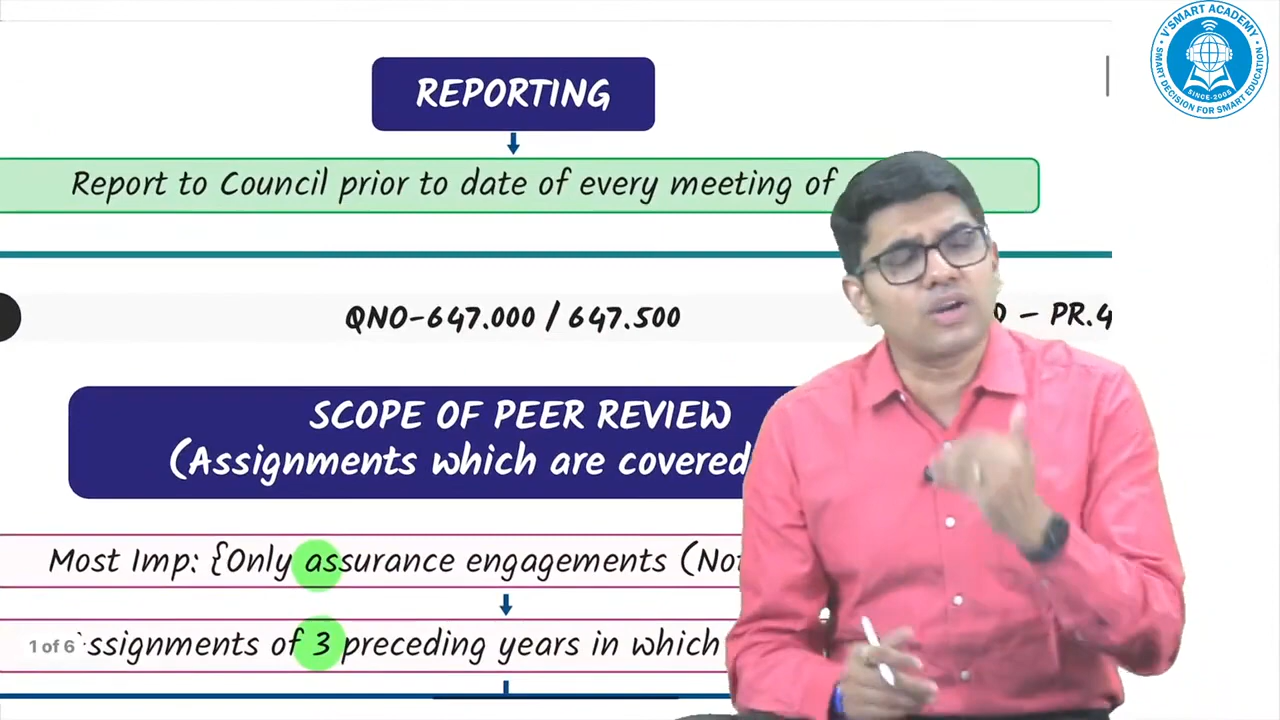 REPORTING
Report to Council prior to date of every meeting of
QNO-647.000 / 647.500
– PR.4
SCOPE OF PEER REVIEW
(Assignments which are covered
Most Imp: {Only assurance engagements (Not
ssignments of 3 preceding years in which
1 of 6
V'SMART ACADEMY
SMART DECISION FOR SMART EDUCATION
SINCE-2005